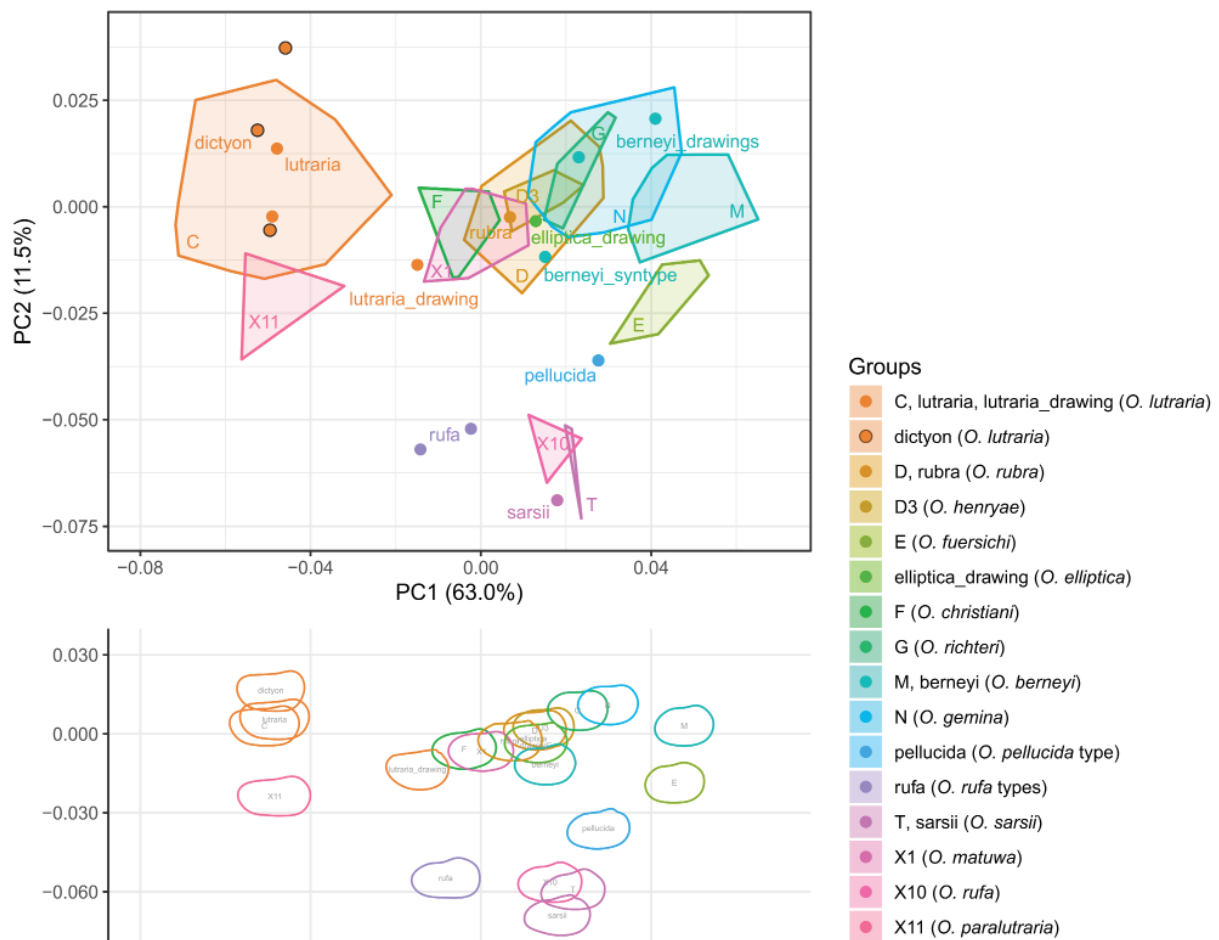 0.025
0.000
−0.025
−0.050
−0.075
PC2 (11.5%)
dictyon
lutraria
C
X11
F
X1
lutraria_drawing
rubra
D3
D
G
berneyi_drawings
elliptica_drawing
berneyi_syntype
N
M
E
pellucida
rufa
X10
sarsii
T
−0.08
−0.04
0.00
0.04
PC1 (63.0%)
0.030
0.000
−0.030
−0.060
dictyon
lutraria
C
X11
lutraria_drawing
F
X
elliptica
berneyi
M
E
pellucida
rufa
X10
T
sarsii
Groups
C, lutraria, lutraria_drawing (O. lutraria)
dictyon (O. lutraria)
D, rubra (O. rubra)
D3 (O. henryae)
E (O. fuersichi)
elliptica_drawing (O. elliptica)
F (O. christiani)
G (O. richteri)
M, berneyi (O. berneyi)
N (O. gemina)
pellucida (O. pellucida type)
rufa (O. rufa types)
T, sarsii (O. sarsii)
X1 (O. matuwa)
X10 (O. rufa)
X11 (O. paralutraria)